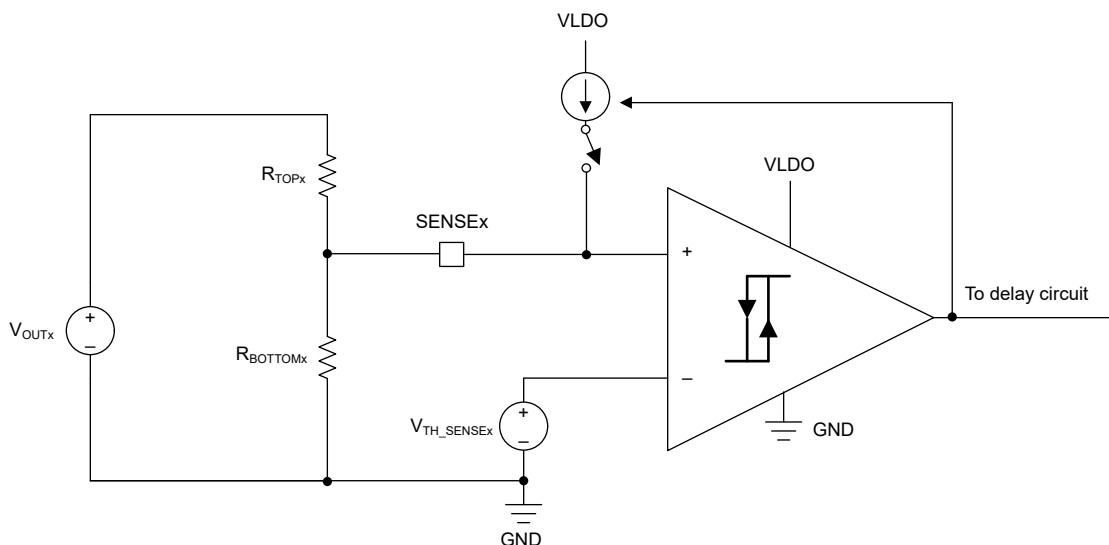 VLDO
VLDO
R_TOPx
SENSEx
+
To delay circuit
+
–
V_OUTx
R_BOTTOMx
–
+
–
V_TH_SENSEx
GND
GND